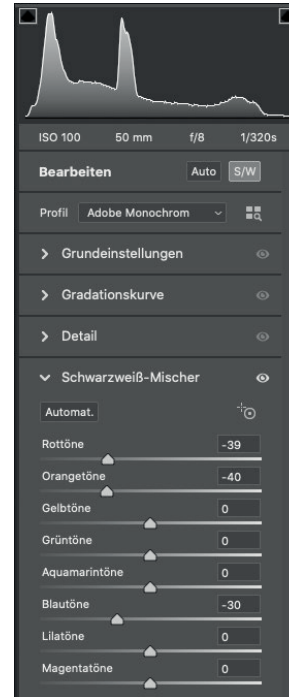 ISO 100 50 mm f/8 1/320s
Bearbeiten Auto S/W
Profil Adobe Monochrom
Grundeinstellungen
Gradationskurve
Detail
Schwarzweiß-Mischer
Automat.
Rottöne -39
Orangetöne -40
Gelbtöne 0
Grüntöne 0
Aquamarintöne 0
Blautöne -30
Lilatöne 0
Magentatöne 0